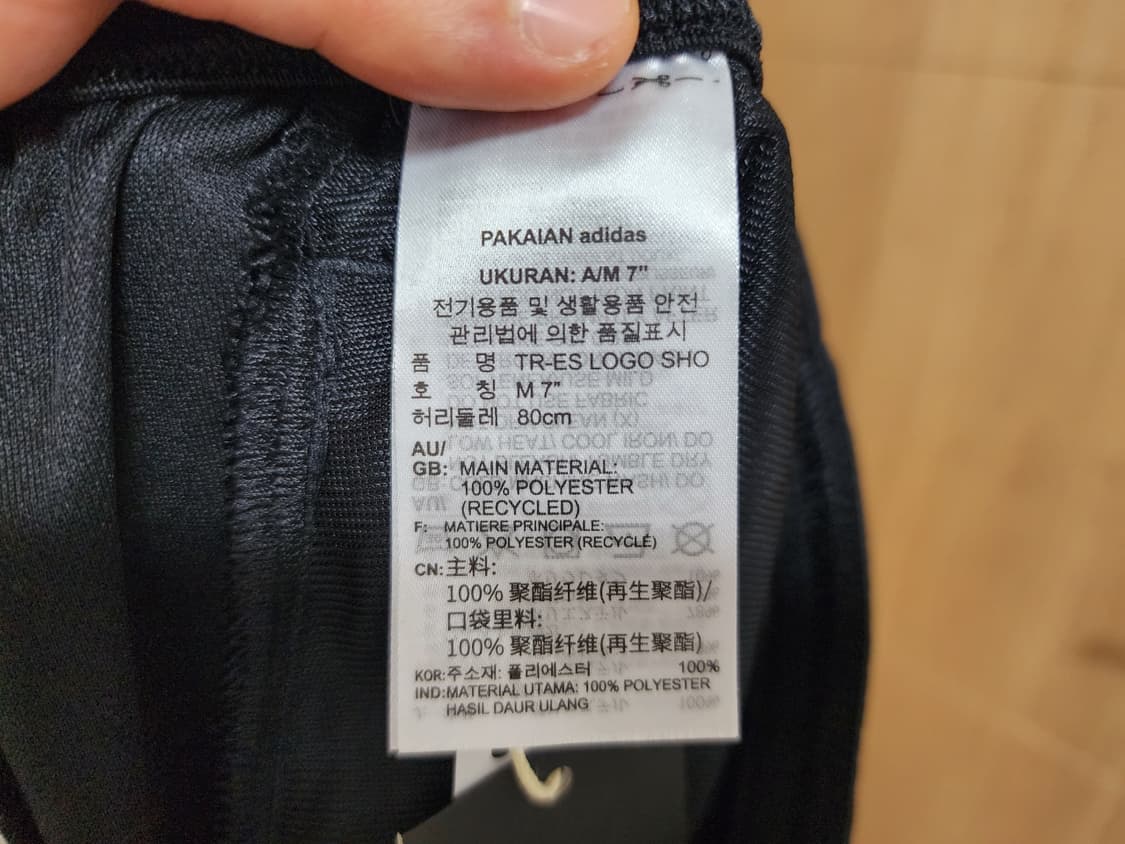 PAKAIAN adidas
UKURAN: A/M 7"
전기용품 및 생활용품 안전
관리법에 의한 품질표시
품 명 TR-ES LOGO SHO
호 칭 M 7"
허리둘레 80cm
AU/
GB: MAIN MATERIAL:
100% POLYESTER
(RECYCLED)
F: MATIERE PRINCIPALE:
100% POLYESTER (RECYCLÉ)
CN: 主料:
100% 聚酯纤维(再生聚酯)/
口袋里料:
100% 聚酯纤维(再生聚酯)
KOR: 주소재: 폴리에스터 100%
IND: MATERIAL UTAMA: 100% POLYESTER
HASIL DAUR ULANG